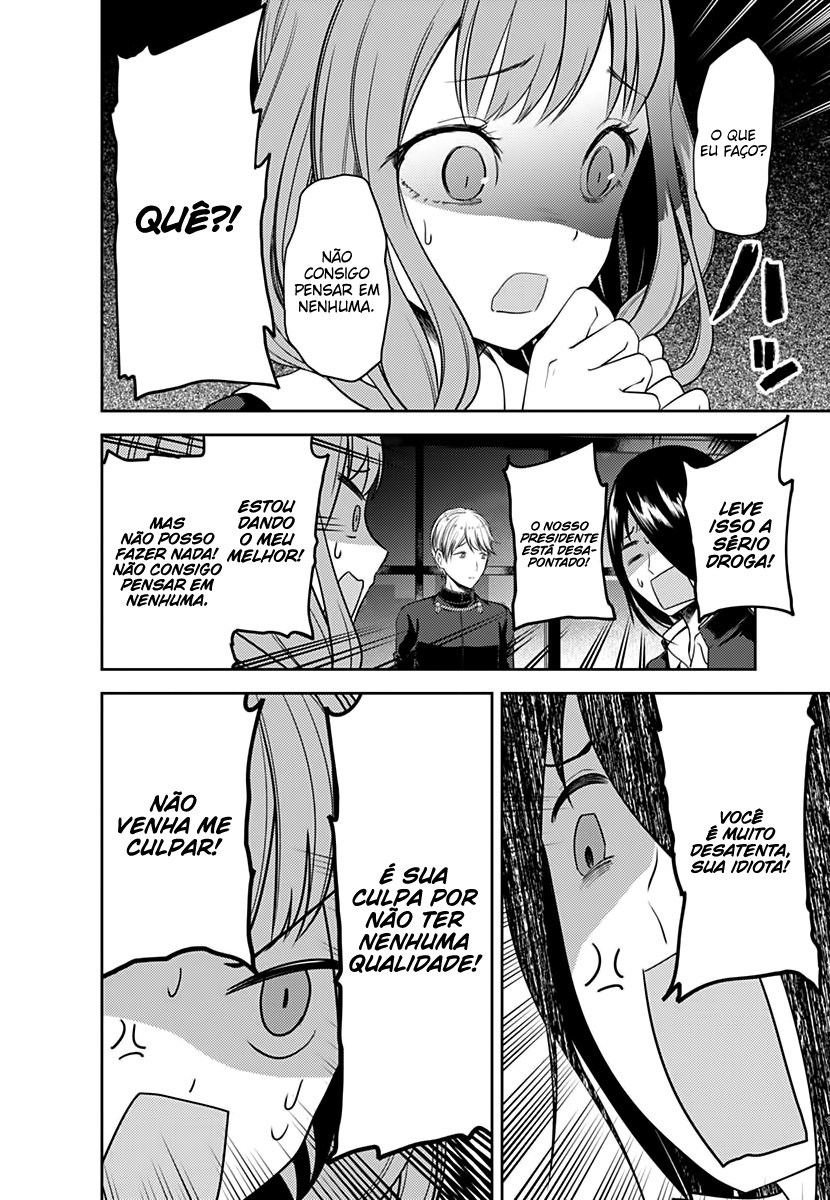 O QUE
EU FAÇO?
NÃO
CONSIGO
PENSAR EM
NENHUMA.
QUÊ?!
LEVE
ISSO A
SÉRIO
DROGA!
O NOSSO
PRESIDENTE
ESTÁ DESA-
PONTADO!
ESTOU
DANDO
O MEU
MELHOR!
MAS
NÃO POSSO
FAZER NADA!
NÃO CONSIGO
PENSAR EM
NENHUMA.
VOCÊ
É MUITO
DESATENTA,
SUA IDIOTA!
É SUA
CULPA POR
NÃO TER
NENHUMA
QUALIDADE!
NÃO
VENHA ME
CULPAR!